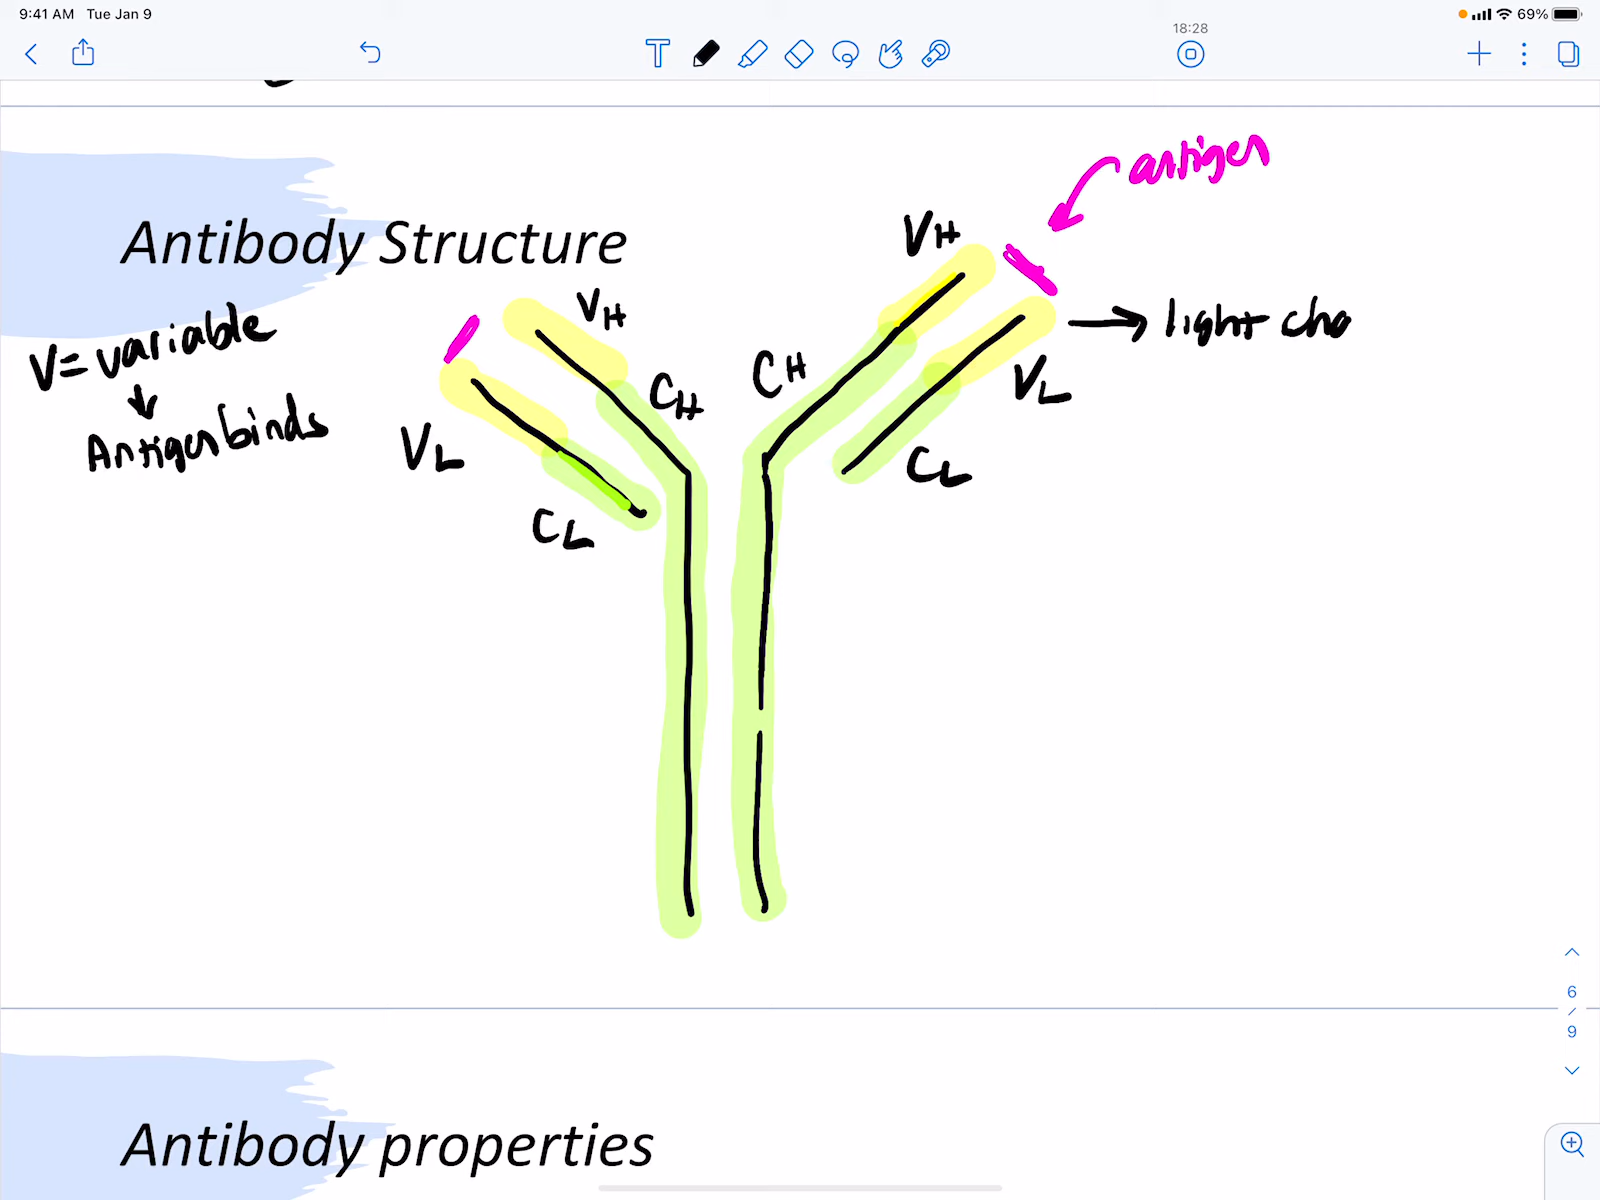 9:41 AM Tue Jan 9
69%
18:28
antigen
Antibody Structure
VH
VH
V = variable
light cha
CH
CH
VL
Antigen binds
VL
CL
CL
6
/
9
Antibody properties